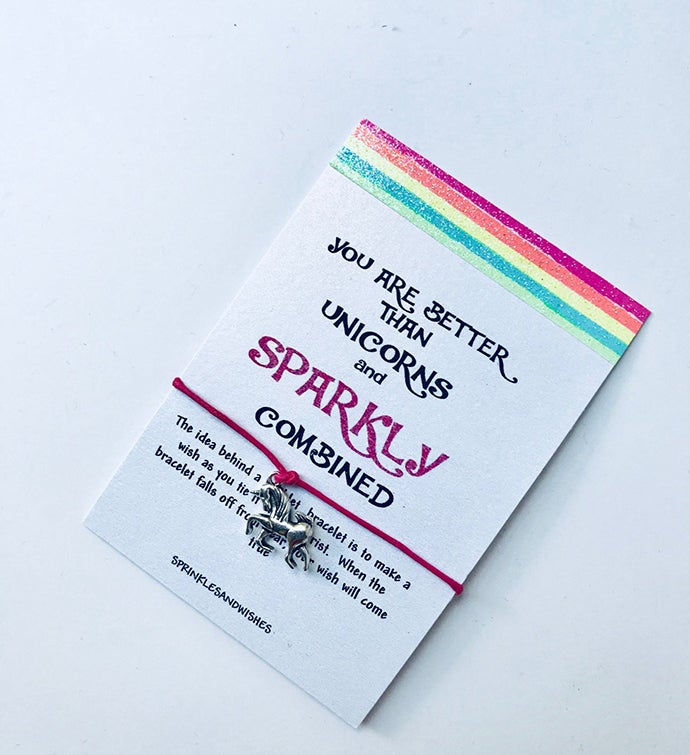 YOU ARE BETTER
THAN
UNICORNS
and
SPARKLY
COMBINED
The idea behind a bracelet is to make a
wish as you tie When the
bracelet falls off wish will come
true
SPRINKLESANDWISHES